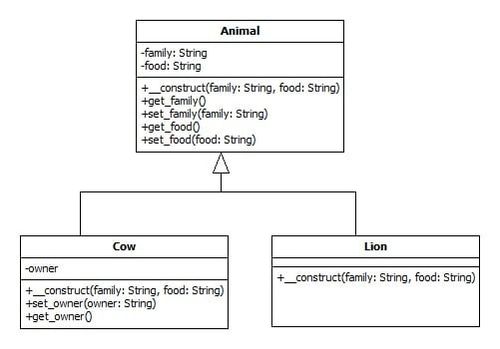 Animal
-family: String
-food: String
+__construct(family: String, food: String)
+get_family()
+set_family(family: String)
+get_food()
+set_food(food: String)
Cow
-owner
+__construct(family: String, food: String)
+set_owner(owner: String)
+get_owner()
Lion
+__construct(family: String, food: String)